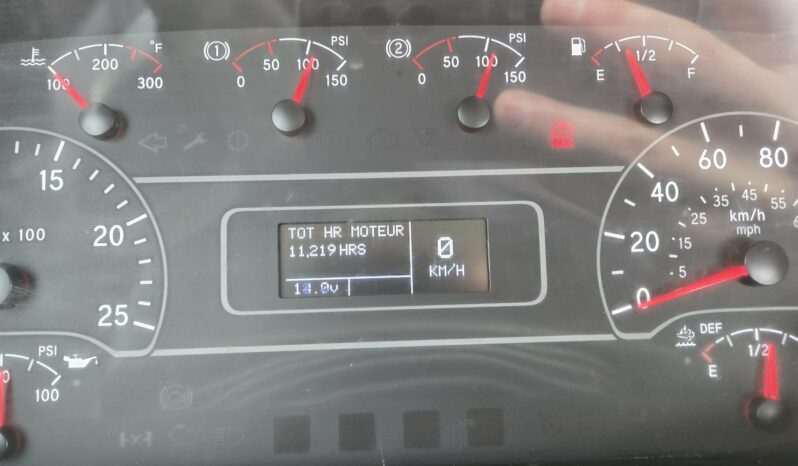 °F
100 200 300
1 PSI
0 50 100 150
2 PSI
0 50 100 150
E 1/2 F
PARK
15
20
25
x 100
TOT HR MOTEUR
11,219 HRS
0
KM/H
0 20 40 60 80
5 15 25 35 45 55
km/h
mph
PSI
100
DEF
E 1/2